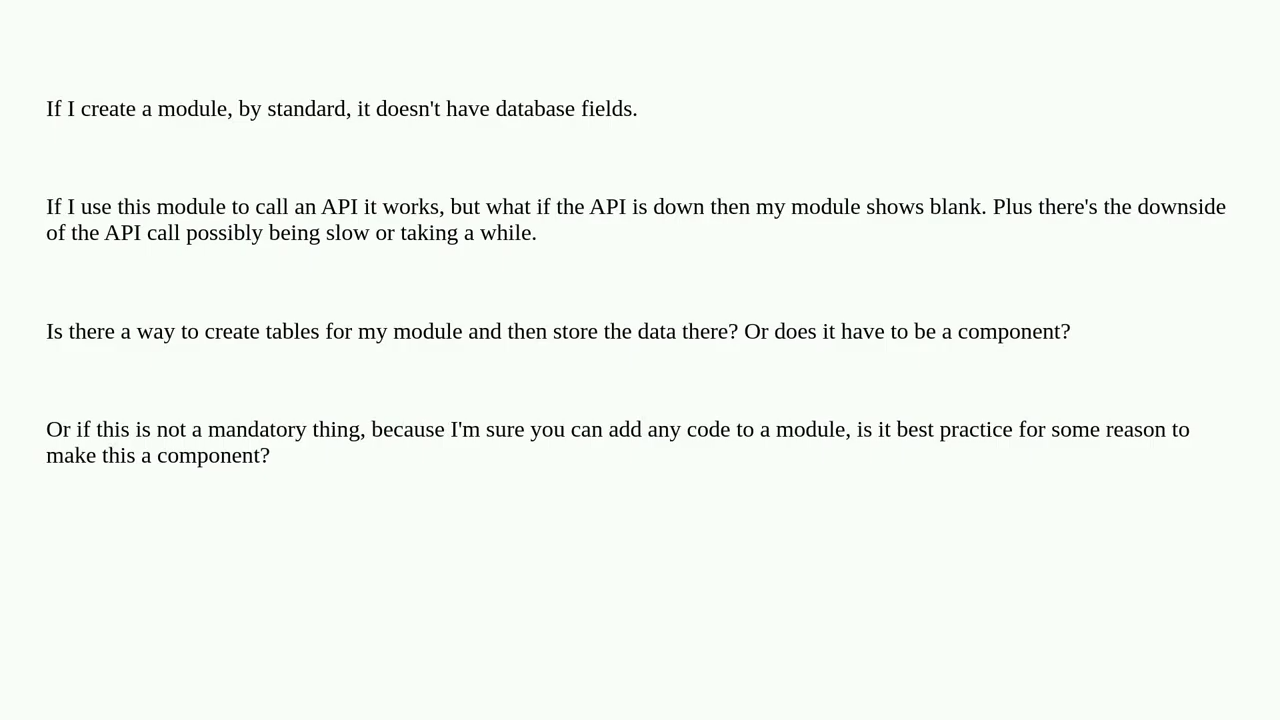 If I create a module, by standard, it doesn't have database fields.
If I use this module to call an API it works, but what if the API is down then my module shows blank. Plus there's the downside
of the API call possibly being slow or taking a while.
Is there a way to create tables for my module and then store the data there? Or does it have to be a component?
Or if this is not a mandatory thing, because I'm sure you can add any code to a module, is it best practice for some reason to
make this a component?